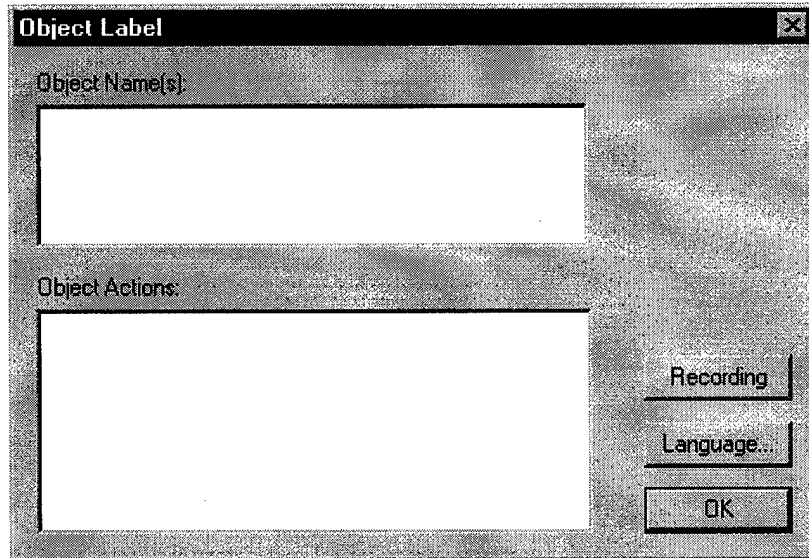 Object Label
Object Name(s):
Object Actions:
Recording
Language...
OK